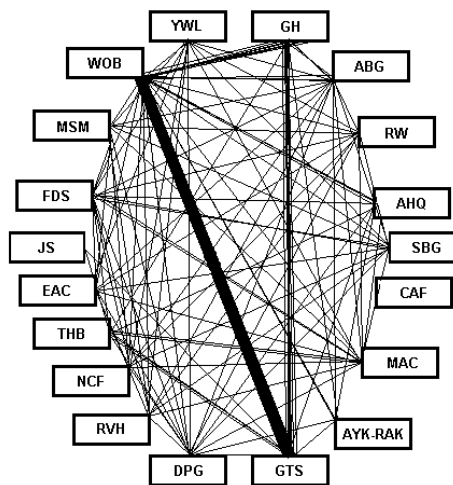 YWL
GH
WOB
ABG
MSM
RW
FDS
AHQ
JS
SBG
EAC
CAF
THB
MAC
NCF
RVH
AYK-RAK
DPG
GTS